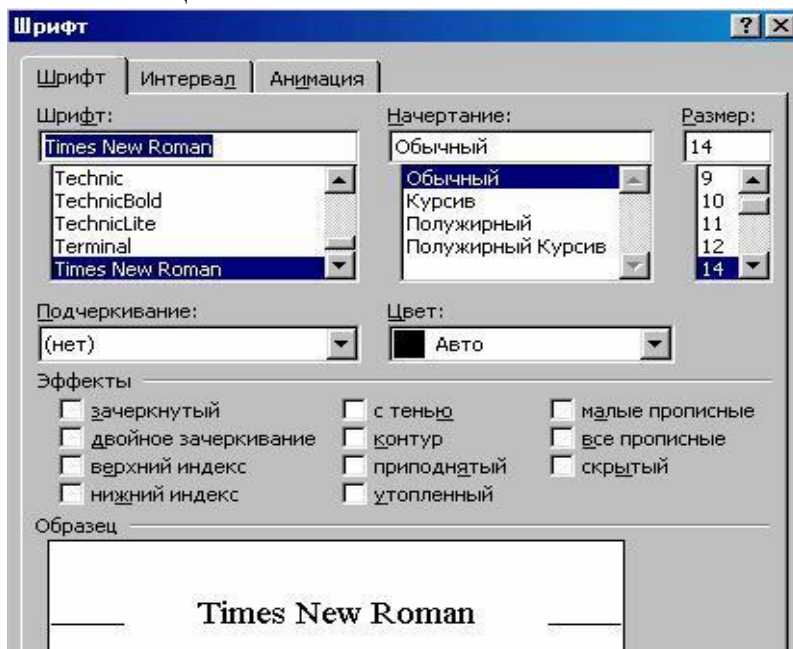 Шрифт
Шрифт Интервал Анимация
Шрифт: Начертание: Размер:
Times New Roman Обычный 14
Technic Обычный 9
TechnicBold Курсив 10
TechnicLite Полужирный 11
Terminal Полужирный Курсив 12
Times New Roman 14
Подчеркивание: Цвет:
(нет) Авто
Эффекты
зачеркнутый с тенью малые прописные
двойное зачеркивание контур все прописные
верхний индекс приподнятый скрытый
нижний индекс утопленный
Образец
Times New Roman